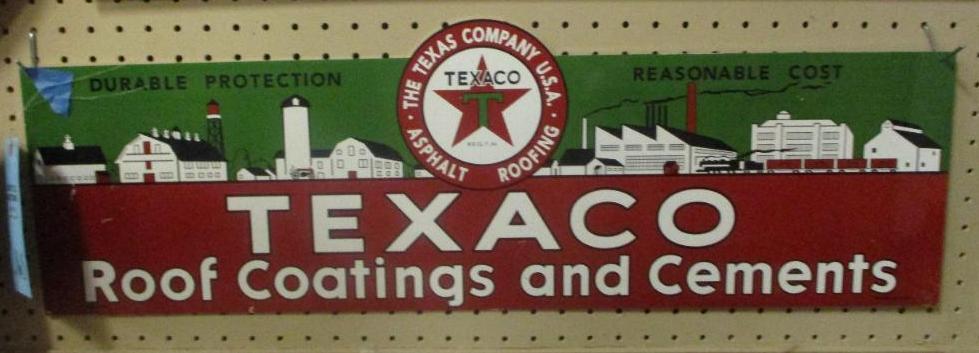 DURABLE PROTECTION
REASONABLE COST
THE TEXAS COMPANY U.S.A.
TEXACO
T
ASPHALT ROOFING
TEXACO
Roof Coatings and Cements